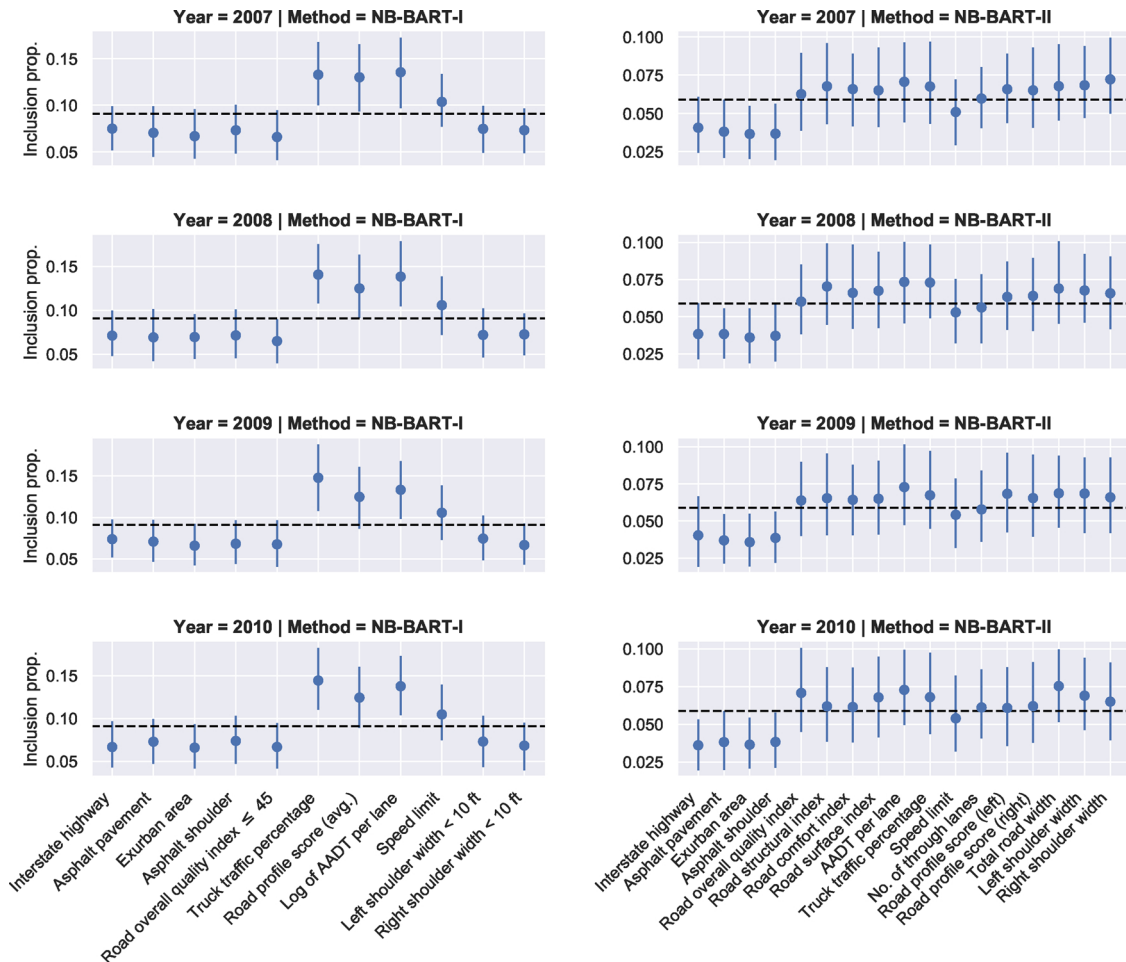 Year = 2007 | Method = NB-BART-I
Inclusion prop.
0.15
0.10
0.05
Year = 2007 | Method = NB-BART-II
0.100
0.075
0.050
0.025
Year = 2008 | Method = NB-BART-I
Inclusion prop.
0.15
0.10
0.05
Year = 2008 | Method = NB-BART-II
0.100
0.075
0.050
0.025
Year = 2009 | Method = NB-BART-I
Inclusion prop.
0.15
0.10
0.05
Year = 2009 | Method = NB-BART-II
0.100
0.075
0.050
0.025
Year = 2010 | Method = NB-BART-I
Inclusion prop.
0.15
0.10
0.05
Interstate highway
Asphalt pavement
Exurban area
Asphalt shoulder
Road overall quality index ≤ 45
Truck traffic percentage
Road profile score (avg.)
Log of AADT per lane
Speed limit
Left shoulder width < 10 ft
Right shoulder width < 10 ft
Year = 2010 | Method = NB-BART-II
0.100
0.075
0.050
0.025
Interstate highway
Asphalt pavement
Exurban area
Asphalt shoulder
Road overall quality index
Road structural index
Road comfort index
Road surface index
AADT per lane
Truck traffic percentage
Speed limit
No. of through lanes
Road profile score (left)
Road profile score (right)
Total road width
Left shoulder width
Right shoulder width